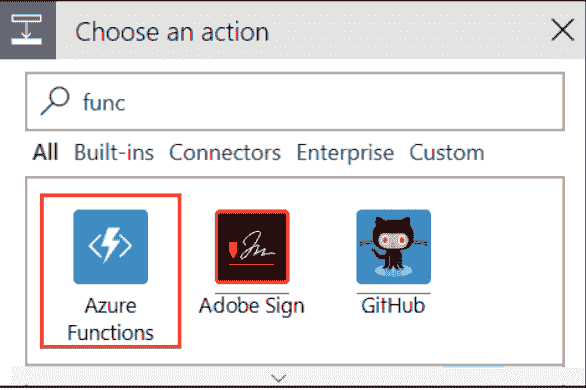 Choose an action
func
All Built-ins Connectors Enterprise Custom
Azure Functions
Adobe Sign
GitHub